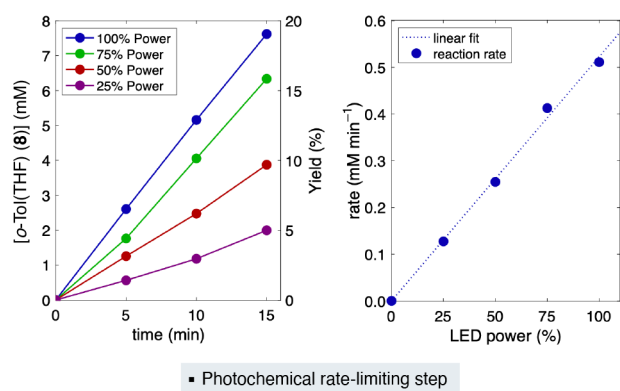 8
7
6
5
4
3
2
1
0
[o-Tol(THF) (8)] (mM)
100% Power
75% Power
50% Power
25% Power
20
15
10
5
0
Yield (%)
0 5 10 15
time (min)
0.6
0.5
0.4
0.3
0.2
0.1
0.0
rate (mM min⁻¹)
linear fit
reaction rate
0 25 50 75 100
LED power (%)
▪ Photochemical rate-limiting step